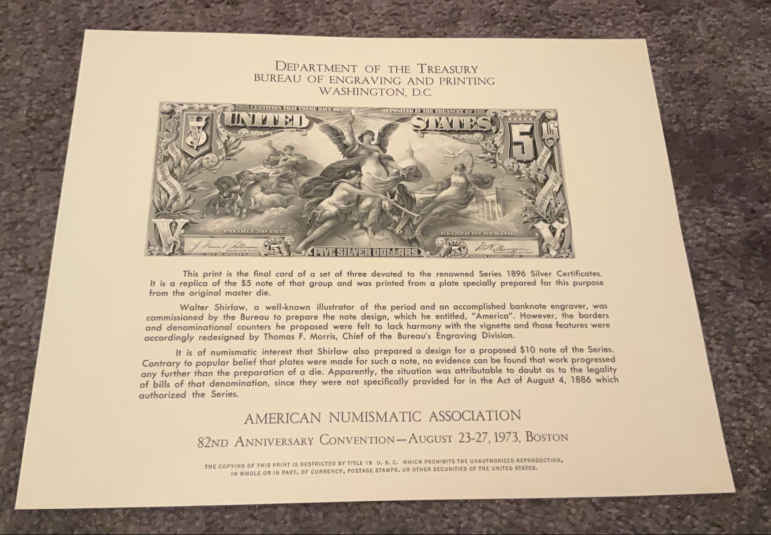 DEPARTMENT OF THE TREASURY
BUREAU OF ENGRAVING AND PRINTING
WASHINGTON, D.C.
UNITED STATES
5 5
V V
FIVE SILVER DOLLARS
This print is the final card of a set of three devoted to the renowned Series 1896 Silver Certificates.
It is a replica of the $5 note of that group and was printed from a plate specially prepared for this purpose
from the original master die.
Walter Shirlaw, a well-known illustrator of the period and an accomplished banknote engraver, was
commissioned by the Bureau to prepare the note design, which he entitled, "America". However, the borders
and denominational counters he proposed were felt to lack harmony with the vignette and those features were
accordingly redesigned by Thomas F. Morris, Chief of the Bureau's Engraving Division.
It is of numismatic interest that Shirlaw also prepared a design for a proposed $10 note of the Series.
Contrary to popular belief that plates were made for such a note, no evidence can be found that work progressed
any further than the preparation of a die. Apparently, the situation was attributable to doubt as to the legality
of bills of that denomination, since they were not specifically provided for in the Act of August 4, 1886 which
authorized the Series.
AMERICAN NUMISMATIC ASSOCIATION
82ND ANNIVERSARY CONVENTION—AUGUST 23-27, 1973, BOSTON
THE COPYING OF THIS PRINT IS RESTRICTED BY TITLE 18 U. S. C. WHICH PROHIBITS THE UNAUTHORIZED REPRODUCTION,
IN WHOLE OR IN PART, OF CURRENCY, POSTAGE STAMPS, OR OTHER SECURITIES OF THE UNITED STATES.